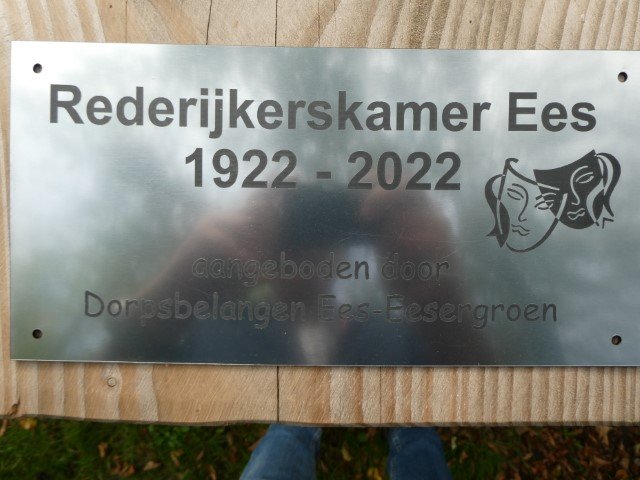 Rederijkerskamer Ees
1922 - 2022
aangeboden door
Dorpsbelangen Ees-Eesergroen